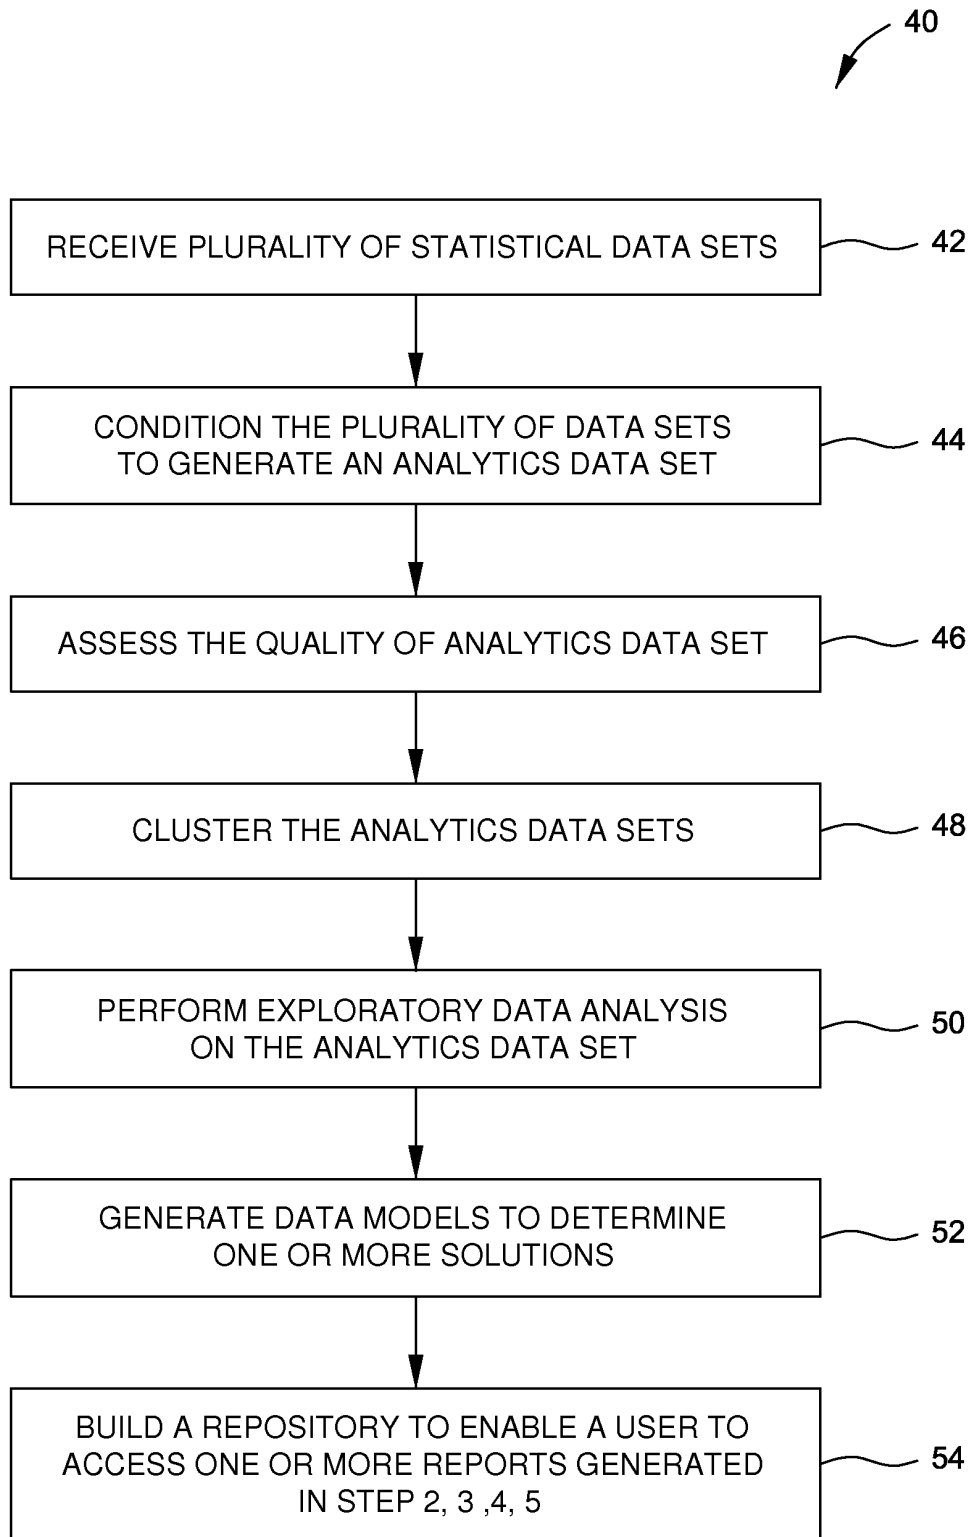 40
RECEIVE PLURALITY OF STATISTICAL DATA SETS
42
CONDITION THE PLURALITY OF DATA SETS
TO GENERATE AN ANALYTICS DATA SET
44
ASSESS THE QUALITY OF ANALYTICS DATA SET
46
CLUSTER THE ANALYTICS DATA SETS
48
PERFORM EXPLORATORY DATA ANALYSIS
ON THE ANALYTICS DATA SET
50
GENERATE DATA MODELS TO DETERMINE
ONE OR MORE SOLUTIONS
52
BUILD A REPOSITORY TO ENABLE A USER TO
ACCESS ONE OR MORE REPORTS GENERATED
IN STEP 2, 3 ,4, 5
54